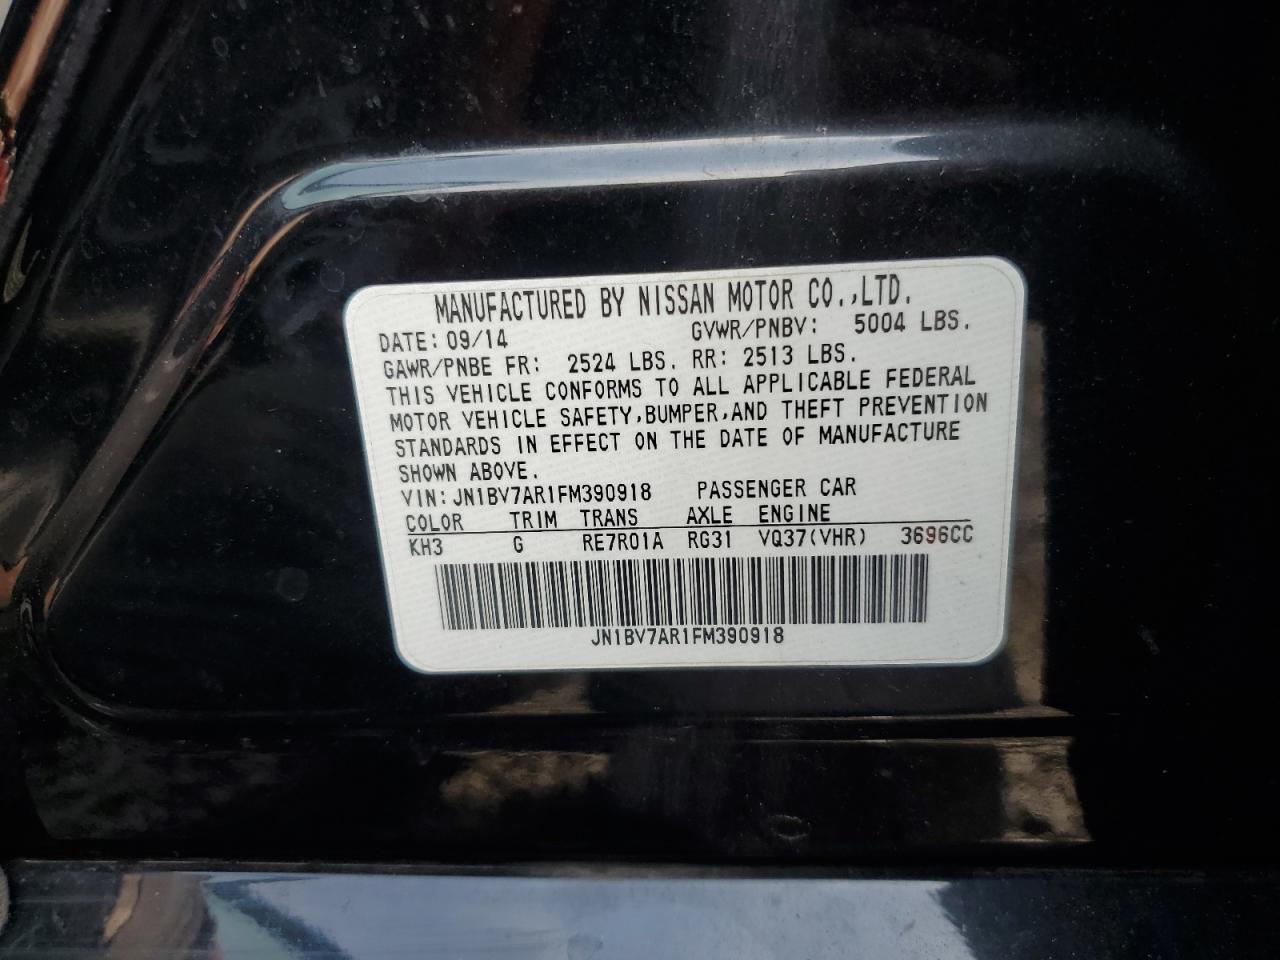 MANUFACTURED BY NISSAN MOTOR CO.,LTD.
DATE: 09/14 GVWR/PNBV: 5004 LBS.
GAWR/PNBE FR: 2524 LBS. RR: 2513 LBS.
THIS VEHICLE CONFORMS TO ALL APPLICABLE FEDERAL
MOTOR VEHICLE SAFETY,BUMPER,AND THEFT PREVENTION
STANDARDS IN EFFECT ON THE DATE OF MANUFACTURE
SHOWN ABOVE.
VIN: JN1BV7AR1FM390918 PASSENGER CAR
COLOR TRIM TRANS AXLE ENGINE
KH3 G RE7R01A RG31 VQ37(VHR) 3696CC
JN1BV7AR1FM390918